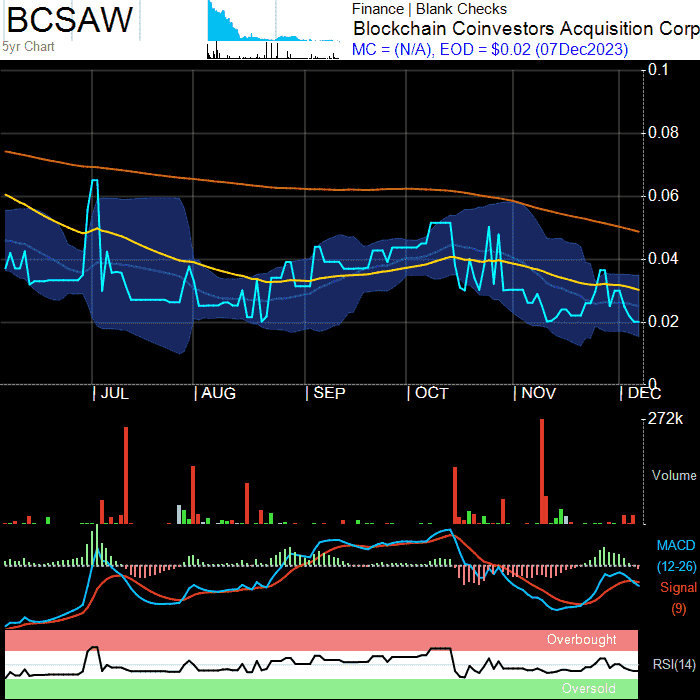 BCSAW
5yr Chart
Finance | Blank Checks
Blockchain Coinvestors Acquisition Corp
MC = (N/A), EOD = $0.02 (07Dec2023)
0.1
0.08
0.06
0.04
0.02
0
JUL AUG SEP OCT NOV DEC
272k
Volume
MACD
(12-26)
Signal
(9)
Overbought
RSI(14)
Oversold